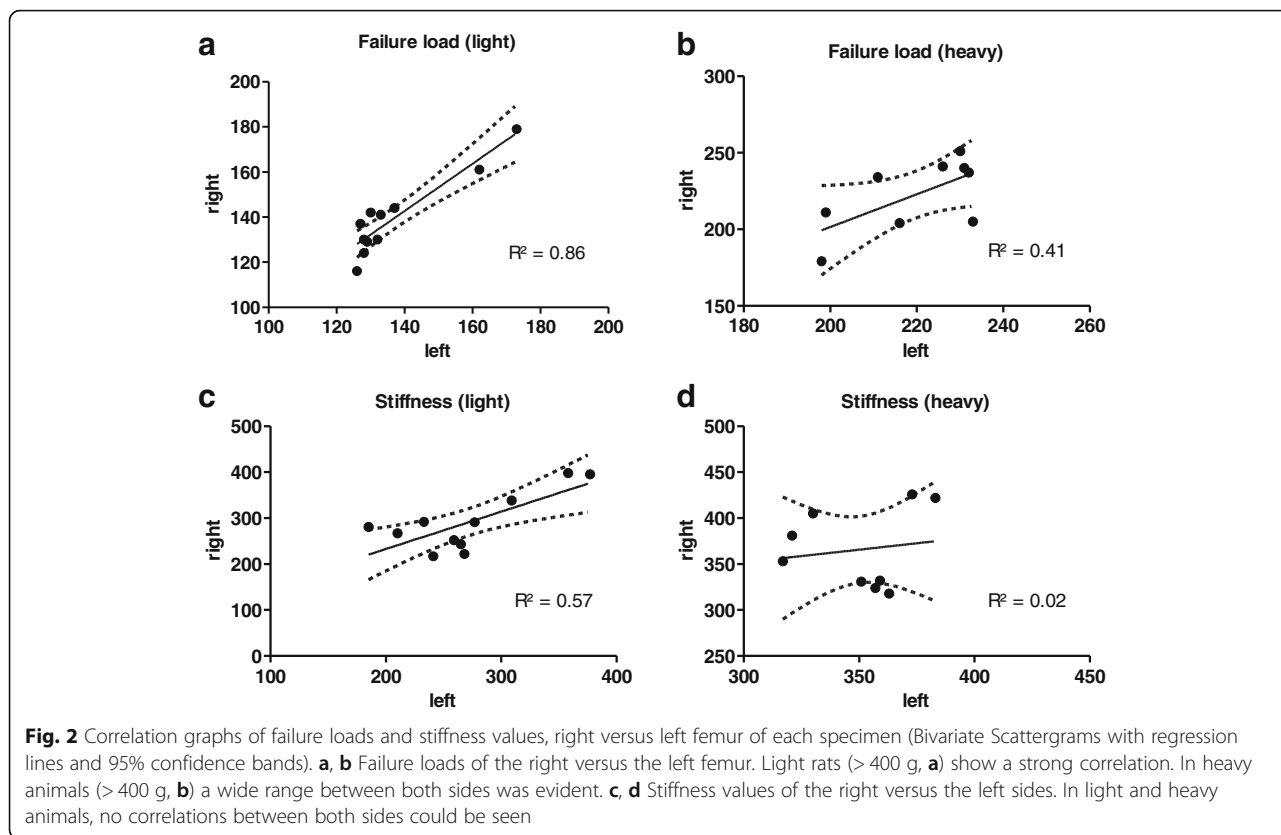 a
Failure load (light)
200
180
160
140
120
100
right
100 120 140 160 180 200
left
R² = 0.86
b
Failure load (heavy)
300
250
200
150
right
180 200 220 240 260
left
R² = 0.41
c
Stiffness (light)
500
400
300
200
100
0
right
100 200 300 400
left
R² = 0.57
d
Stiffness (heavy)
500
450
400
350
300
250
right
300 350 400 450
left
R² = 0.02
Fig. 2 Correlation graphs of failure loads and stiffness values, right versus left femur of each specimen (Bivariate Scattergrams with regression
lines and 95% confidence bands). a, b Failure loads of the right versus the left femur. Light rats (> 400 g, a) show a strong correlation. In heavy
animals (> 400 g, b) a wide range between both sides was evident. c, d Stiffness values of the right versus the left sides. In light and heavy
animals, no correlations between both sides could be seen